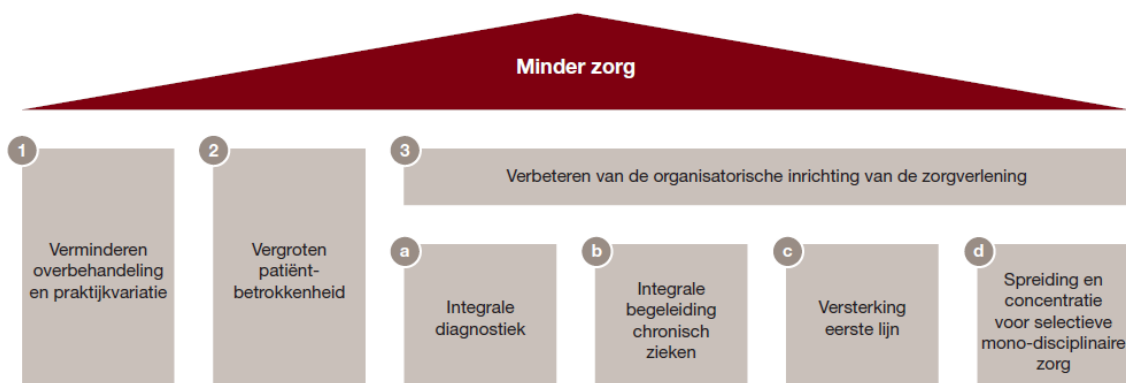 Minder zorg
1
Verminderen
overbehandeling
en praktijkvariatie
2
Vergroten
patiënt-
betrokkenheid
3
Verbeteren van de organisatorische inrichting van de zorgverlening
a
Integrale
diagnostiek
b
Integrale
begeleiding
chronisch
zieken
c
Versterking
eerste lijn
d
Spreiding en
concentratie
voor selectieve
mono-disciplinaire
zorg